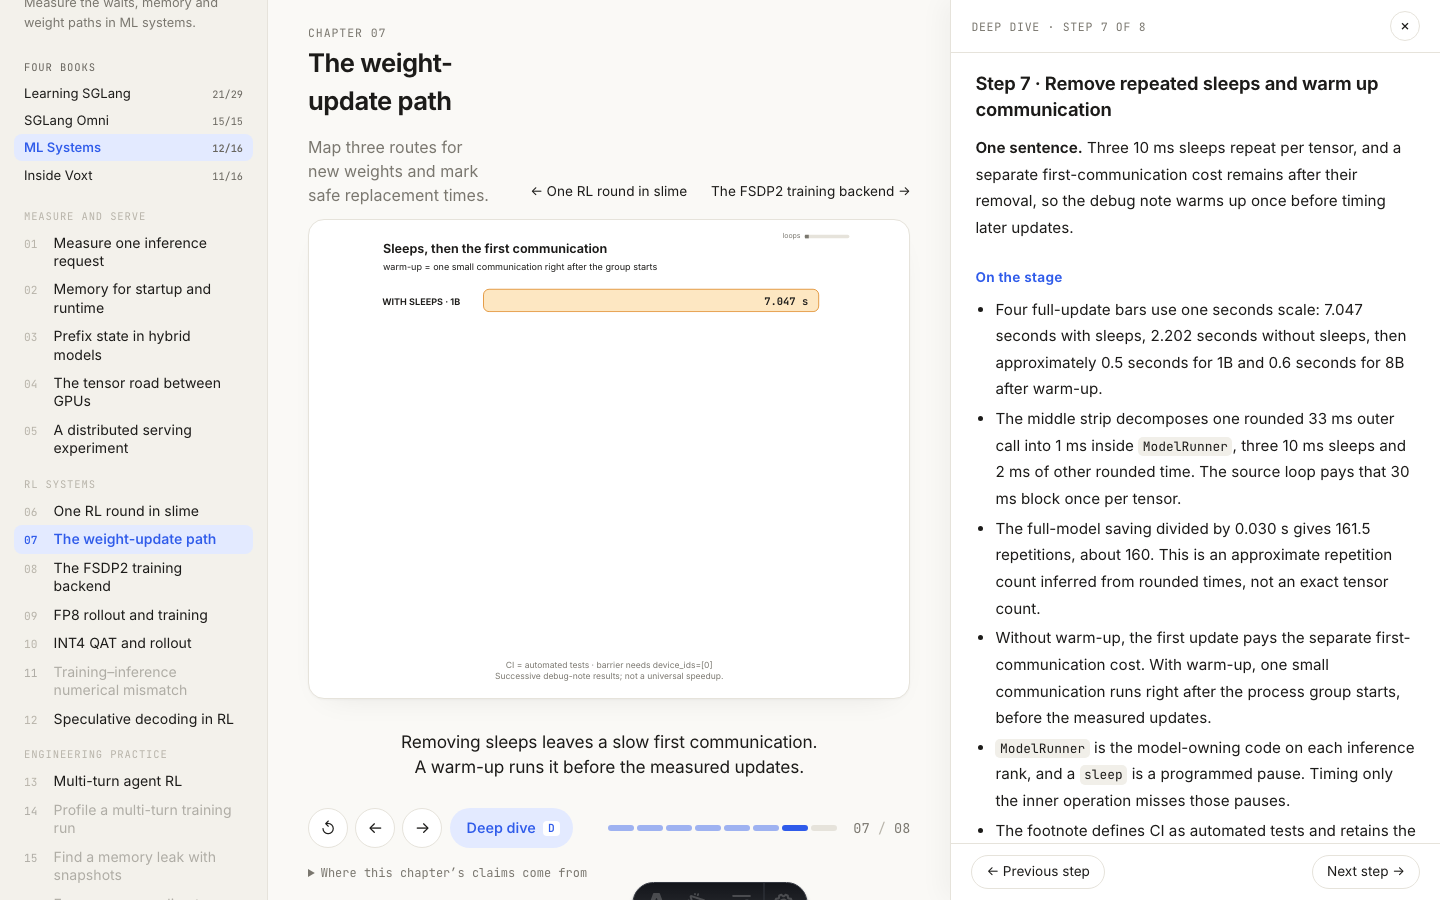 Measure the waits, memory and
weight paths in ML systems.
FOUR BOOKS
Learning SGLang 21/29
SGLang Omni 15/15
ML Systems 12/16
Inside Voxt 11/16
MEASURE AND SERVE
01 Measure one inference
request
02 Memory for startup and
runtime
03 Prefix state in hybrid
models
04 The tensor road between
GPUs
05 A distributed serving
experiment
RL SYSTEMS
06 One RL round in slime
07 The weight-update path
08 The FSDP2 training
backend
09 FP8 rollout and training
10 INT4 QAT and rollout
11 Training–inference
numerical mismatch
12 Speculative decoding in RL
ENGINEERING PRACTICE
13 Multi-turn agent RL
14 Profile a multi-turn training
run
15 Find a memory leak with
snapshots
CHAPTER 07
The weight-
update path
Map three routes for
new weights and mark
safe replacement times.
← One RL round in slime The FSDP2 training backend →
loops
Sleeps, then the first communication
warm-up = one small communication right after the group starts
WITH SLEEPS · 1B 7.047 s
CI = automated tests · barrier needs device_ids=[0]
Successive debug-note results; not a universal speedup.
Removing sleeps leaves a slow first communication.
A warm-up runs it before the measured updates.
Deep dive D 07 / 08
▶ Where this chapter's claims come from
DEEP DIVE · STEP 7 OF 8 ×
Step 7 · Remove repeated sleeps and warm up
communication
One sentence. Three 10 ms sleeps repeat per tensor, and a
separate first-communication cost remains after their
removal, so the debug note warms up once before timing
later updates.
On the stage
• Four full-update bars use one seconds scale: 7.047
seconds with sleeps, 2.202 seconds without sleeps, then
approximately 0.5 seconds for 1B and 0.6 seconds for 8B
after warm-up.
• The middle strip decomposes one rounded 33 ms outer
call into 1 ms inside ModelRunner, three 10 ms sleeps and
2 ms of other rounded time. The source loop pays that 30
ms block once per tensor.
• The full-model saving divided by 0.030 s gives 161.5
repetitions, about 160. This is an approximate repetition
count inferred from rounded times, not an exact tensor
count.
• Without warm-up, the first update pays the separate first-
communication cost. With warm-up, one small
communication runs right after the process group starts,
before the measured updates.
• ModelRunner is the model-owning code on each inference
rank, and a sleep is a programmed pause. Timing only
the inner operation misses those pauses.
• The footnote defines CI as automated tests and retains the
← Previous step Next step →